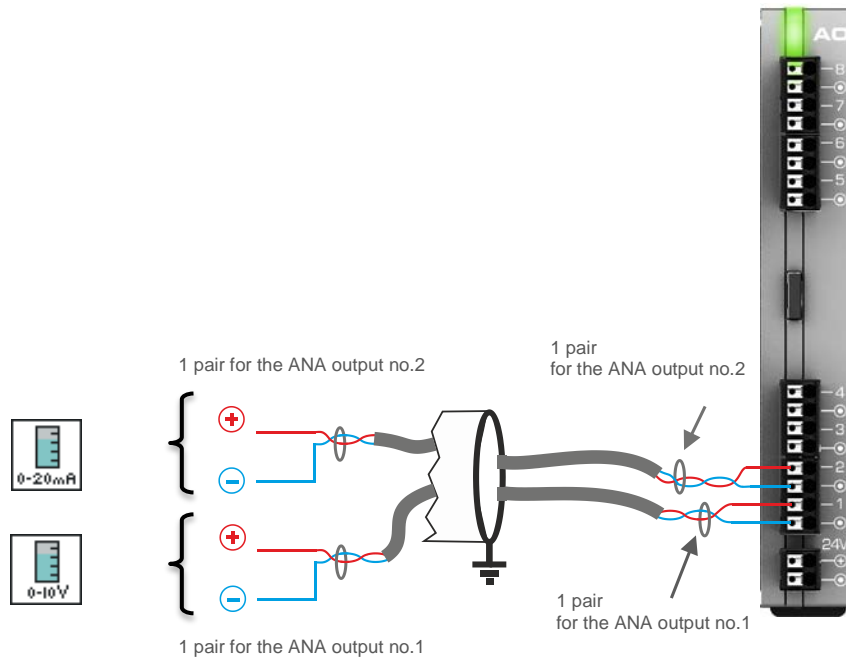 AO
8
7
6
5
1 pair for the ANA output no.2
1 pair
for the ANA output no.2
4
3
2
1
0-20mA
0-10V
24V
1 pair for the ANA output no.1
1 pair
for the ANA output no.1